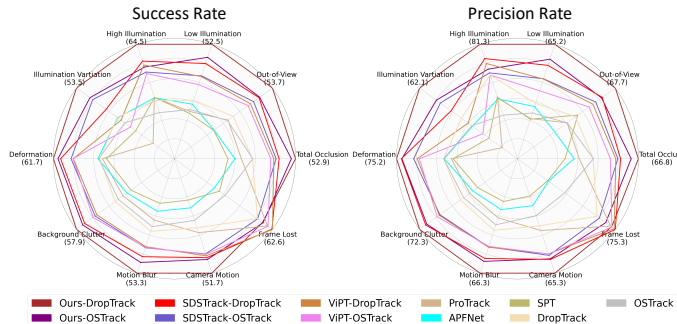 Success Rate
Precision Rate
High Illumination
(64.5)
Low Illumination
(52.5)
Out-of-View
(53.7)
Total Occlusion
(52.9)
Frame Lost
(62.6)
Camera Motion
(51.7)
Motion Blur
(53.3)
Background Clutter
(57.9)
Deformation
(61.7)
Illumination Vartiation
(53.5)
High Illumination
(81.3)
Low Illumination
(65.2)
Out-of-View
(67.7)
Total Occlu
(66.8)
Frame Lost
(75.3)
Camera Motion
(65.3)
Motion Blur
(66.3)
Background Clutter
(72.3)
Deformation
(75.2)
Illumination Vartiation
(62.1)
Ours-DropTrack
SDSTrack-DropTrack
ViPT-DropTrack
ProTrack
SPT
OSTrack
Ours-OSTrack
SDSTrack-OSTrack
ViPT-OSTrack
APFNet
DropTrack